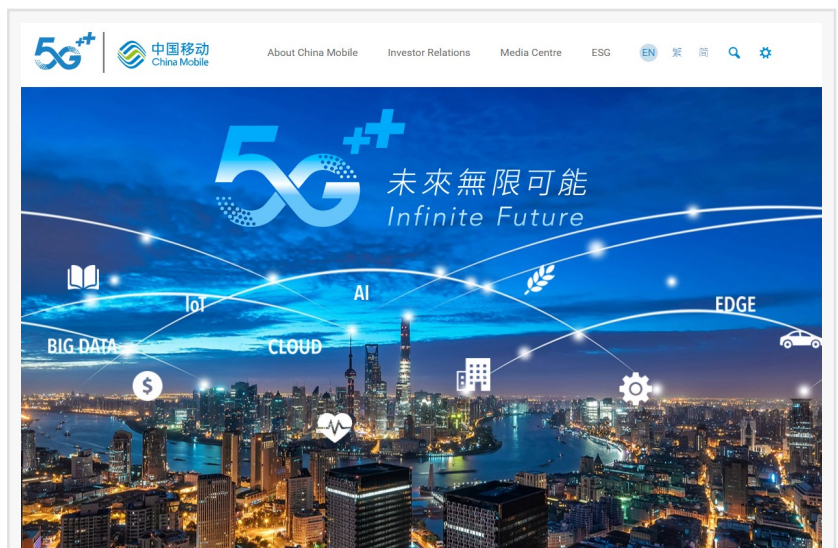 5G++
中国移动
China Mobile
About China Mobile
Investor Relations
Media Centre
ESG
EN
繁
简
5G++
未來無限可能
Infinite Future
AI
IoT
EDGE
BIG DATA
CLOUD
$